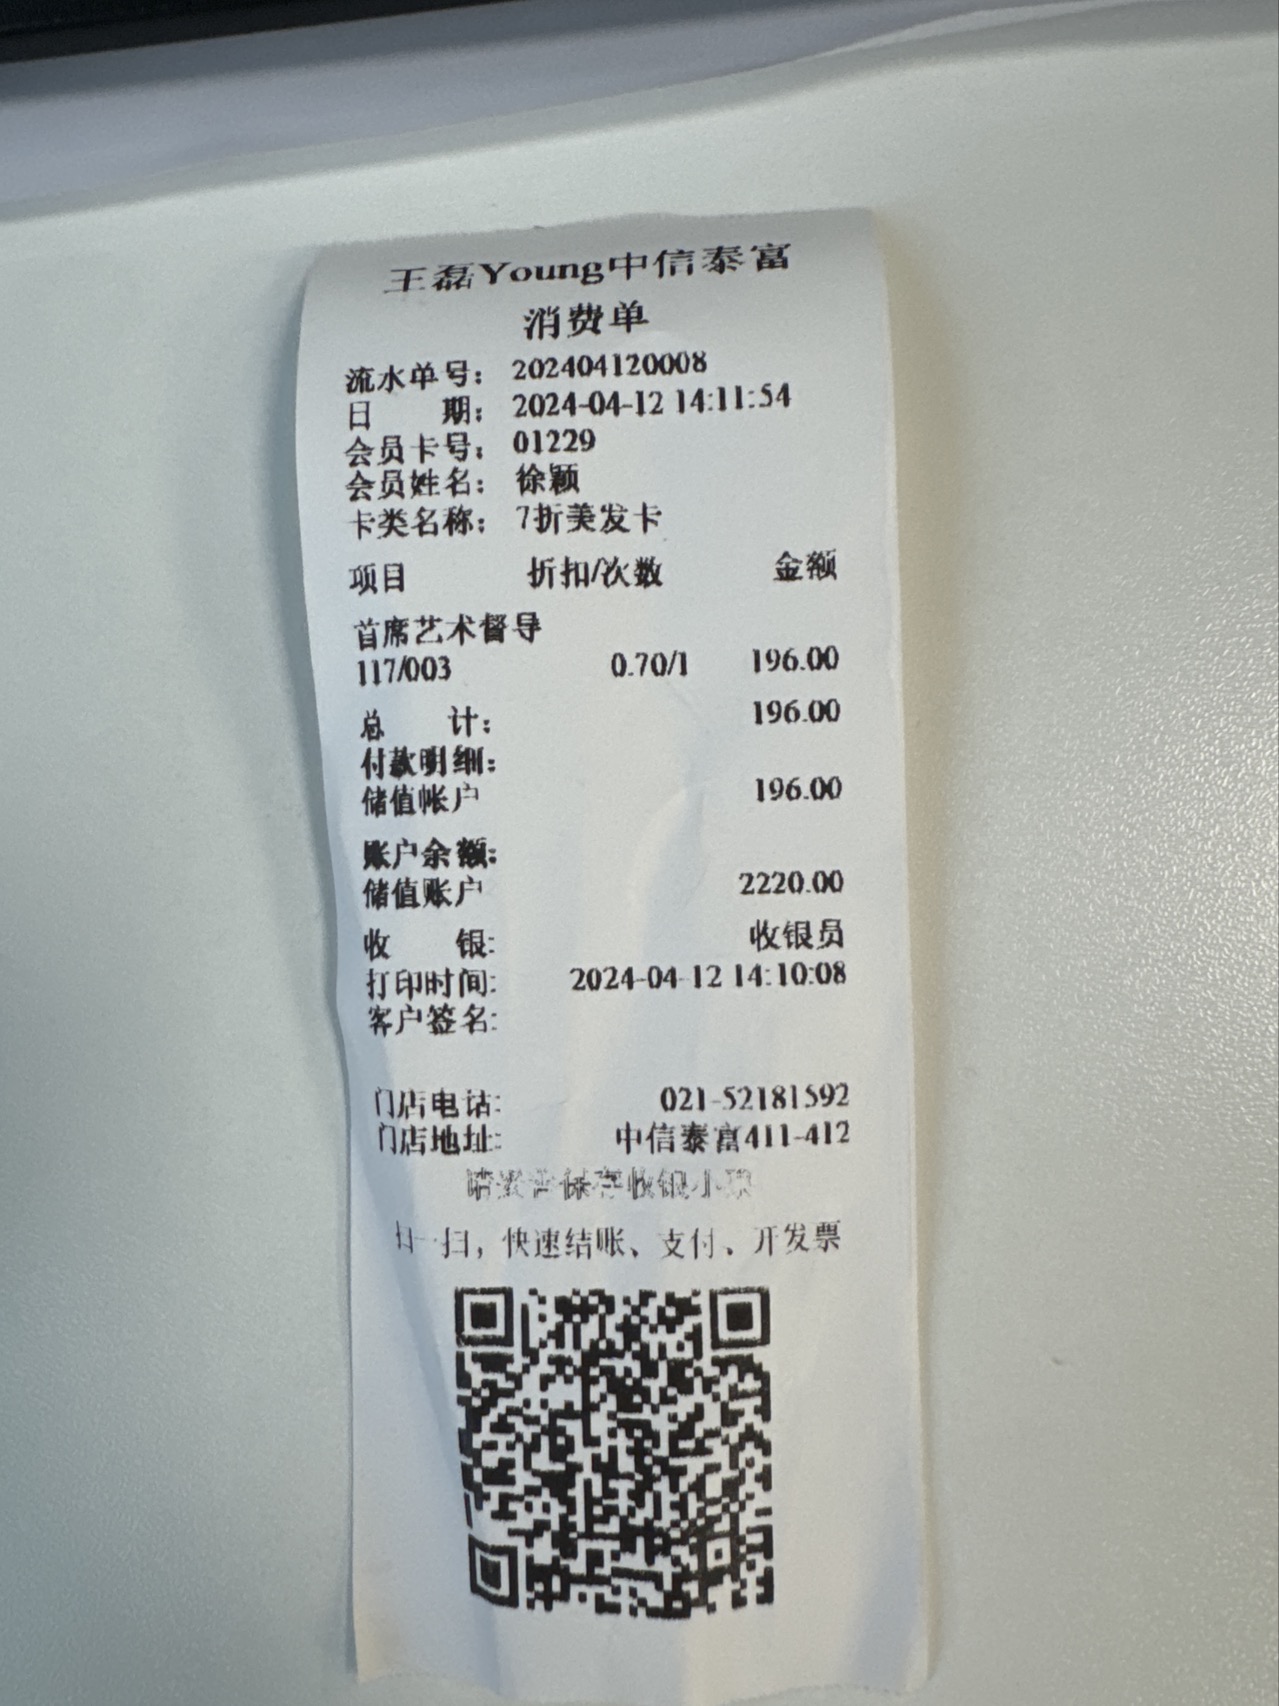 王磊Young中信泰富
消费单
流水单号： 202404120008
日 期： 2024-04-12 14:11:54
会员卡号： 01229
会员姓名： 徐颖
卡类名称： 7折美发卡
项目 折扣/次数 金额
首席艺术督导
117/003 0.70/1 196.00
总 计： 196.00
付款明细：
储值帐户 196.00
账户余额：
储值账户 2220.00
收 银: 收银员
打印时间: 2024-04-12 14:10:08
客户签名:
门店电话: 021-52181592
门店地址: 中信泰富411-412
保存收银小票
扫一扫，快速结账、支付、开发票